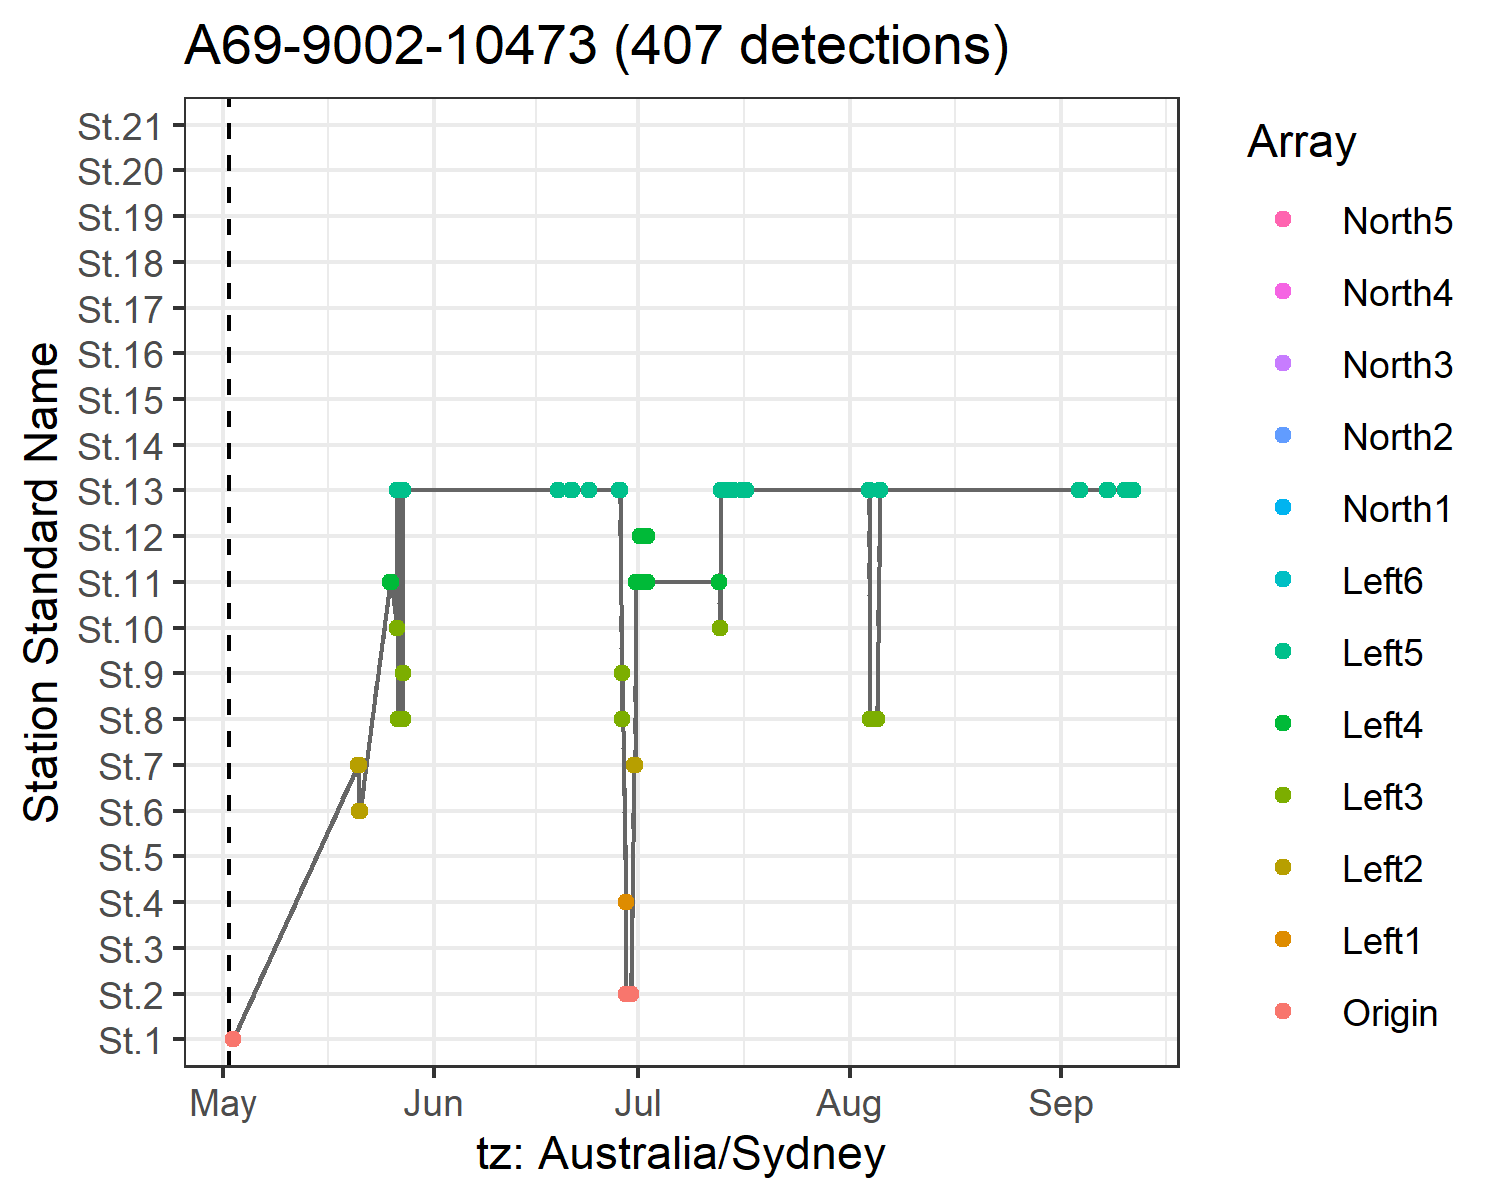 A69-9002-10473 (407 detections)
Station Standard Name
St.21
St.20
St.19
St.18
St.17
St.16
St.15
St.14
St.13
St.12
St.11
St.10
St.9
St.8
St.7
St.6
St.5
St.4
St.3
St.2
St.1
May Jun Jul Aug Sep
tz: Australia/Sydney
Array
North5
North4
North3
North2
North1
Left6
Left5
Left4
Left3
Left2
Left1
Origin